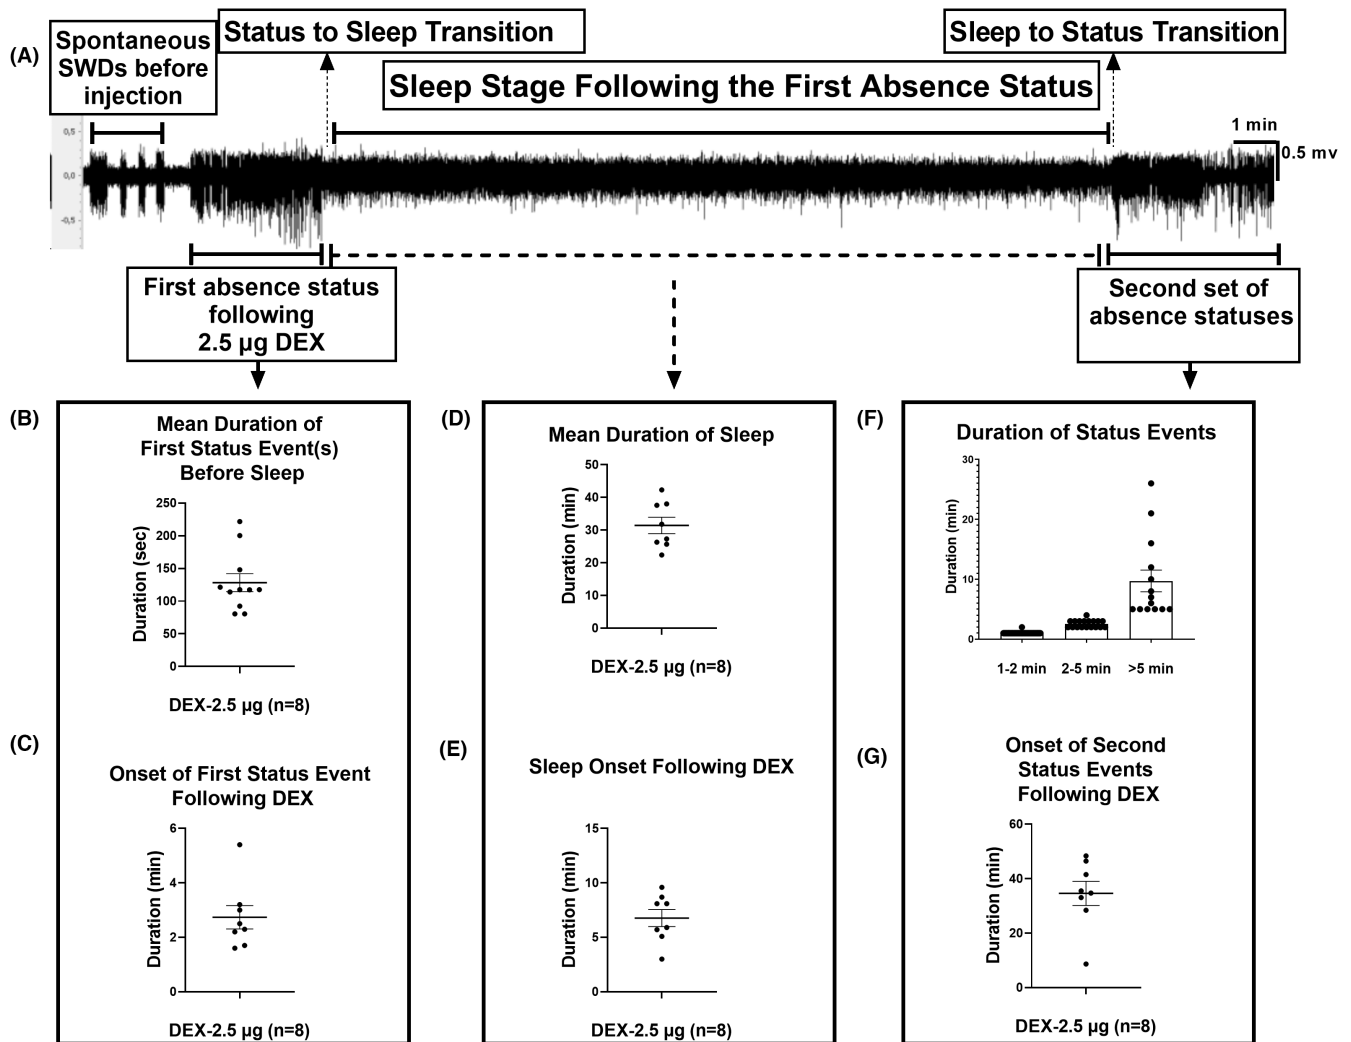 (A)
Spontaneous
SWDs before
injection
Status to Sleep Transition
Sleep to Status Transition
Sleep Stage Following the First Absence Status
1 min
0.5 mv
0,5
0,0
-0,5
First absence status
following
2.5 µg DEX
Second set of
absence statuses
(B)
Mean Duration of
First Status Event(s)
Before Sleep
Duration (sec)
250
200
150
100
50
0
DEX-2.5 µg (n=8)
(C)
Onset of First Status Event
Following DEX
Duration (min)
6
4
2
0
DEX-2.5 µg (n=8)
(D)
Mean Duration of Sleep
Duration (min)
50
40
30
20
10
0
DEX-2.5 µg (n=8)
(E)
Sleep Onset Following DEX
Duration (min)
15
10
5
0
DEX-2.5 µg (n=8)
(F)
Duration of Status Events
Duration (min)
30
20
10
0
1-2 min 2-5 min >5 min
(G)
Onset of Second
Status Events
Following DEX
Duration (min)
60
40
20
0
DEX-2.5 µg (n=8)